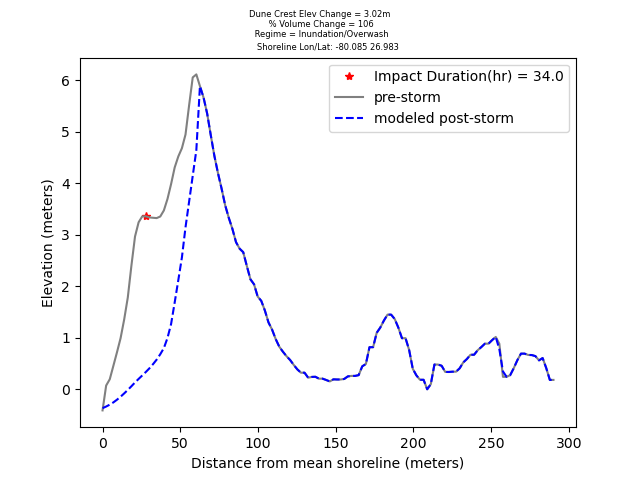 Dune Crest Elev Change = 3.02m
% Volume Change = 106
Regime = Inundation/Overwash
Shoreline Lon/Lat: -80.085 26.983
Impact Duration(hr) = 34.0
pre-storm
modeled post-storm
Elevation (meters)
6
5
4
3
2
1
0
0 50 100 150 200 250 300
Distance from mean shoreline (meters)